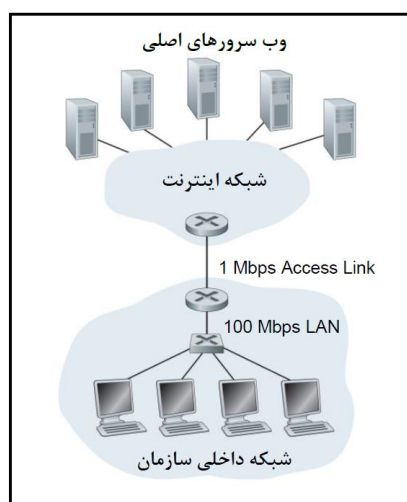 وب سرورهای اصلی
شبکه اینترنت
1 Mbps Access Link
100 Mbps LAN
شبکه داخلی سازمان